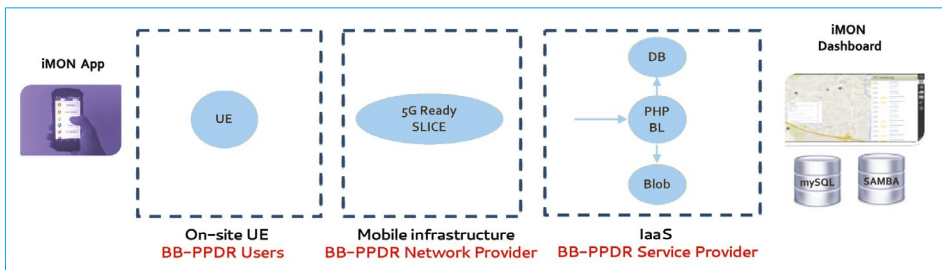 iMON App
UE
On-site UE
BB-PPDR Users
5G Ready
SLICE
Mobile infrastructure
BB-PPDR Network Provider
DB
PHP
BL
Blob
IaaS
BB-PPDR Service Provider
iMON
Dashboard
mySQL
SAMBA